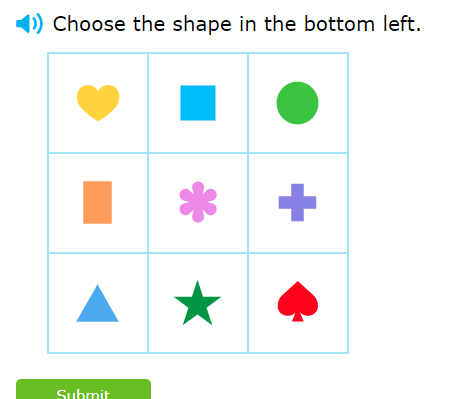 Choose the shape in the bottom left.
Submit